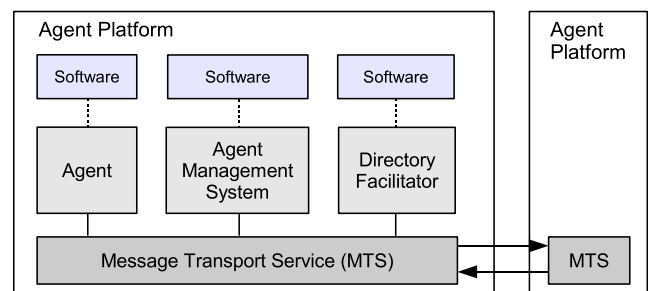 Agent Platform
Agent
Platform
Software
Software
Software
Agent
Agent
Management
System
Directory
Facilitator
Message Transport Service (MTS)
MTS